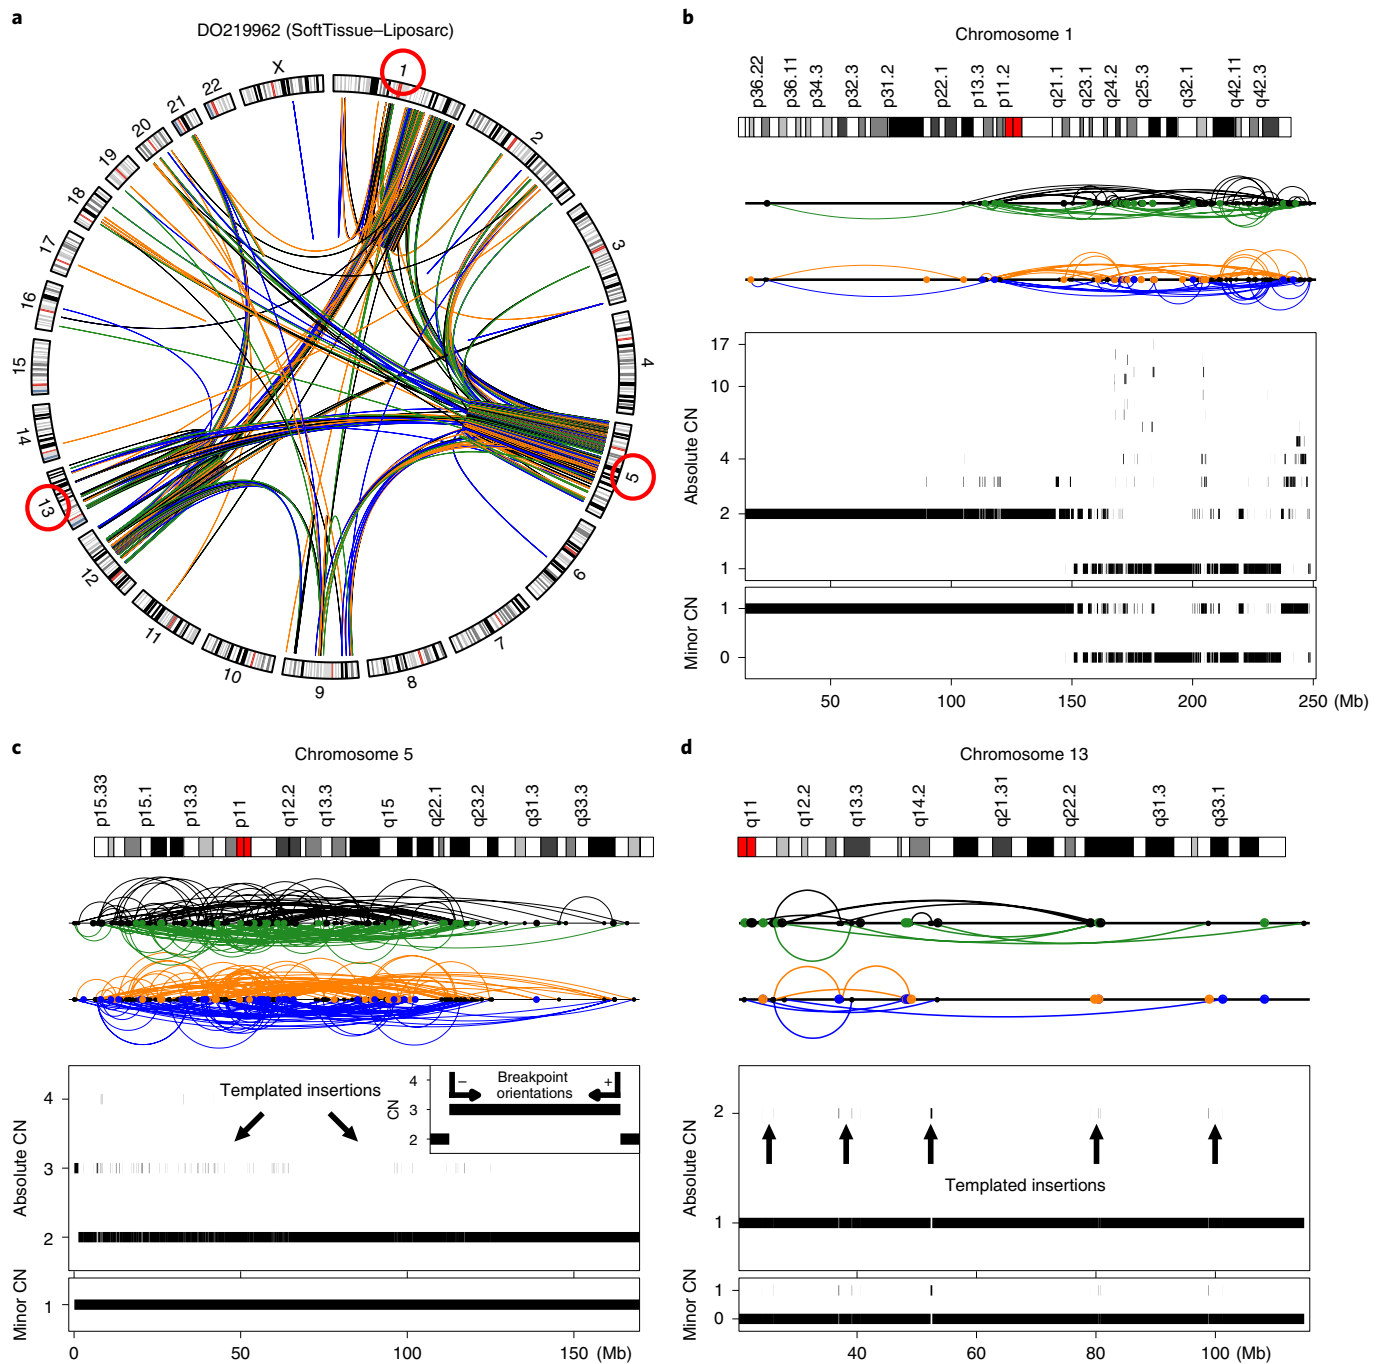 a
DO219962 (SoftTissue–Liposarc)
1
2
3
4
5
6
7
8
9
10
11
12
13
14
15
16
17
18
19
20
21
22
X
b
Chromosome 1
p36.22
p36.11
p34.3
p32.3
p31.2
p22.1
p13.3
p11.2
q21.1
q23.1
q24.2
q25.3
q32.1
q42.11
q42.3
Absolute CN
17
10
4
2
1
Minor CN
1
0
50 100 150 200 250 (Mb)
c
Chromosome 5
p15.33
p15.1
p13.3
p11
q12.2
q13.3
q15
q22.1
q23.2
q31.3
q33.3
Absolute CN
4
3
2
Templated insertions
CN
4
3
2
– Breakpoint +
orientations
Minor CN
1
0 50 100 150 (Mb)
d
Chromosome 13
q11
q12.2
q13.3
q14.2
q21.31
q22.2
q31.3
q33.1
Absolute CN
2
1
Templated insertions
Minor CN
1
0
40 60 80 100 (Mb)